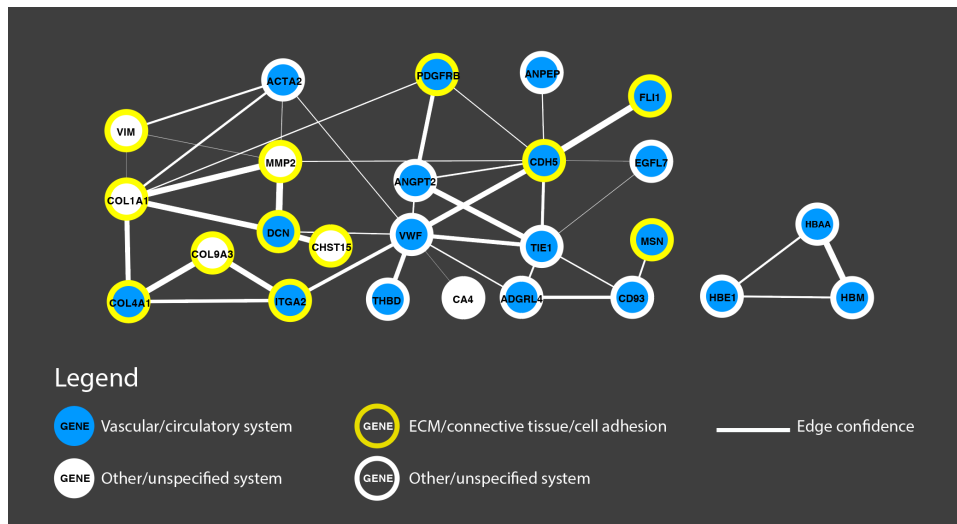 ACTA2
PDGFRB
ANPEP
FLI1
VIM
MMP2
CDH5
EGFL7
ANGPT2
COL1A1
HBAA
DCN
CHST15
VWF
TIE1
MSN
COL9A3
COL4A1
ITGA2
THBD
CA4
ADGRL4
CD93
HBE1
HBM
Legend
GENE Vascular/circulatory system
GENE ECM/connective tissue/cell adhesion
Edge confidence
GENE Other/unspecified system
GENE Other/unspecified system